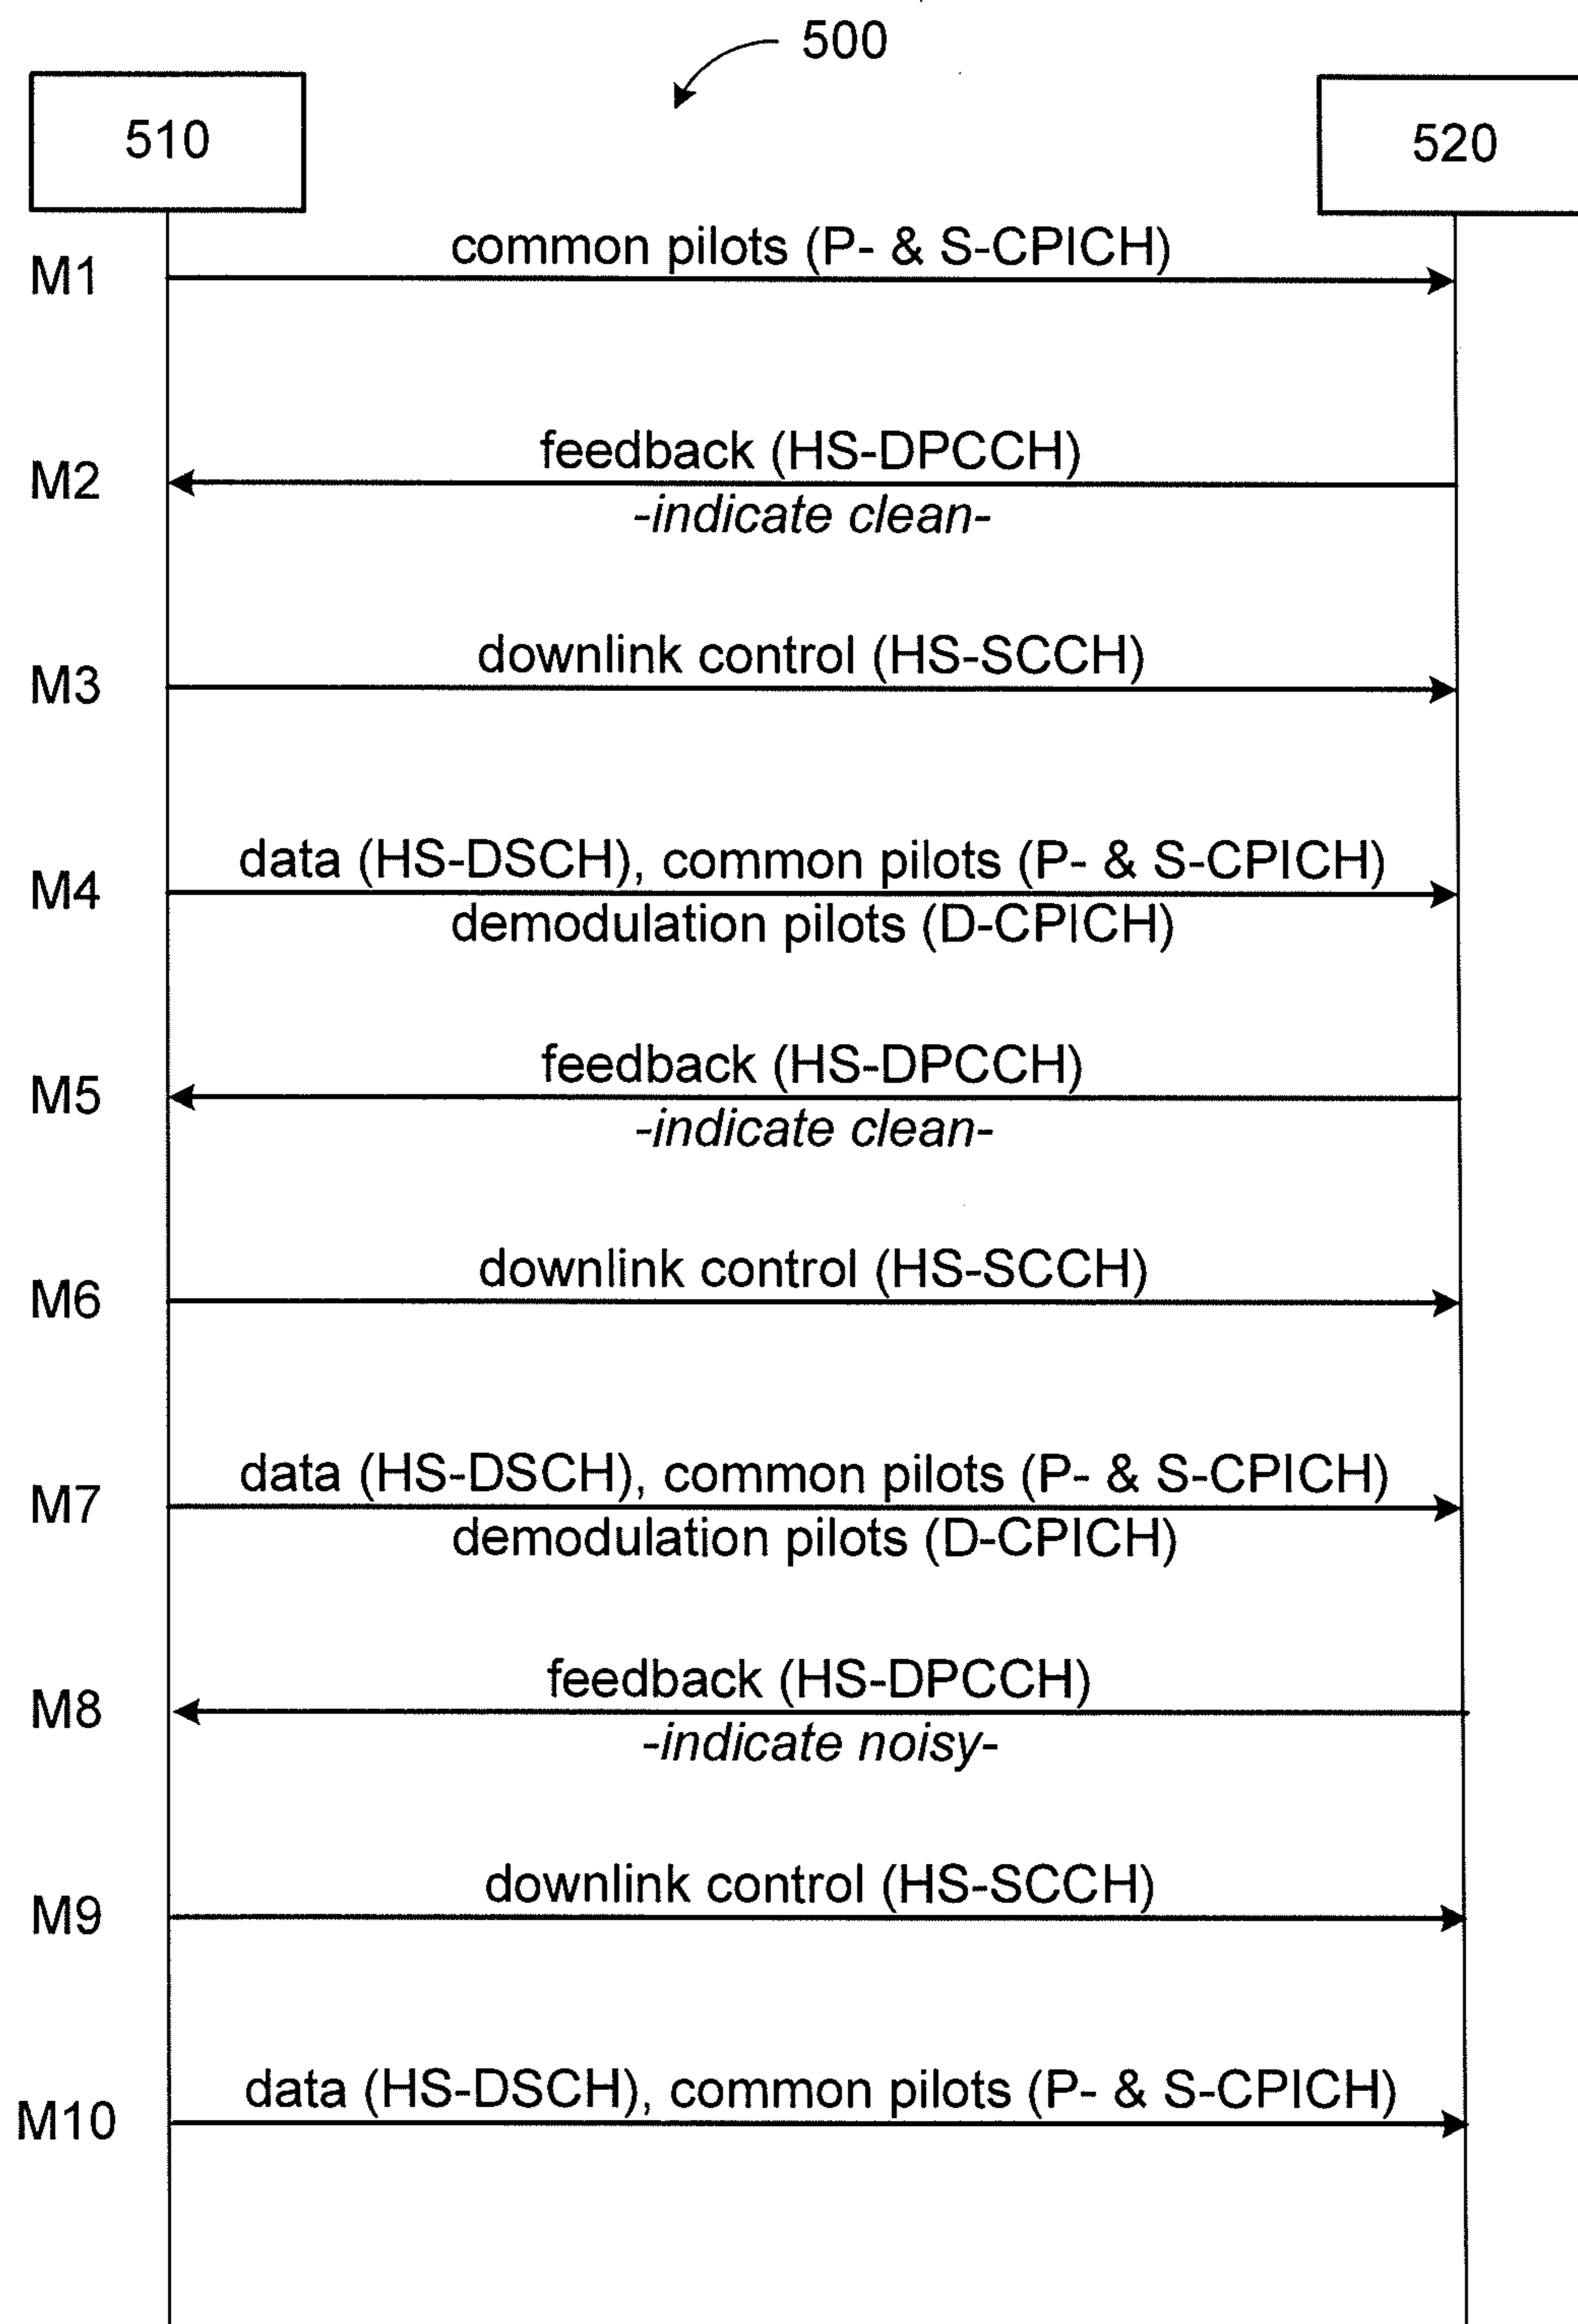 500
510
520
M1
common pilots (P- & S-CPICH)
M2
feedback (HS-DPCCH)
-indicate clean-
M3
downlink control (HS-SCCH)
M4
data (HS-DSCH), common pilots (P- & S-CPICH)
demodulation pilots (D-CPICH)
M5
feedback (HS-DPCCH)
-indicate clean-
M6
downlink control (HS-SCCH)
M7
data (HS-DSCH), common pilots (P- & S-CPICH)
demodulation pilots (D-CPICH)
M8
feedback (HS-DPCCH)
-indicate noisy-
M9
downlink control (HS-SCCH)
M10
data (HS-DSCH), common pilots (P- & S-CPICH)